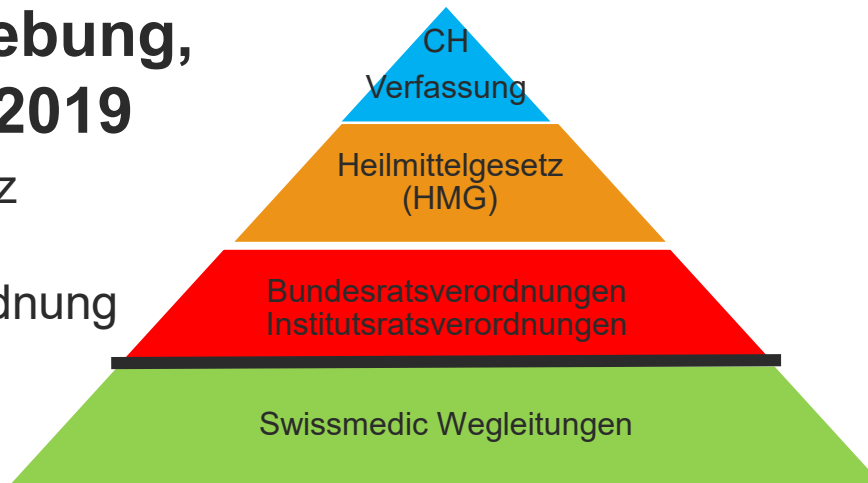 ebung,
2019
z
dnung
CH
Verfassung
Heilmittelgesetz
(HMG)
Bundesratsverordnungen
Institutsratsverordnungen
Swissmedic Wegleitungen